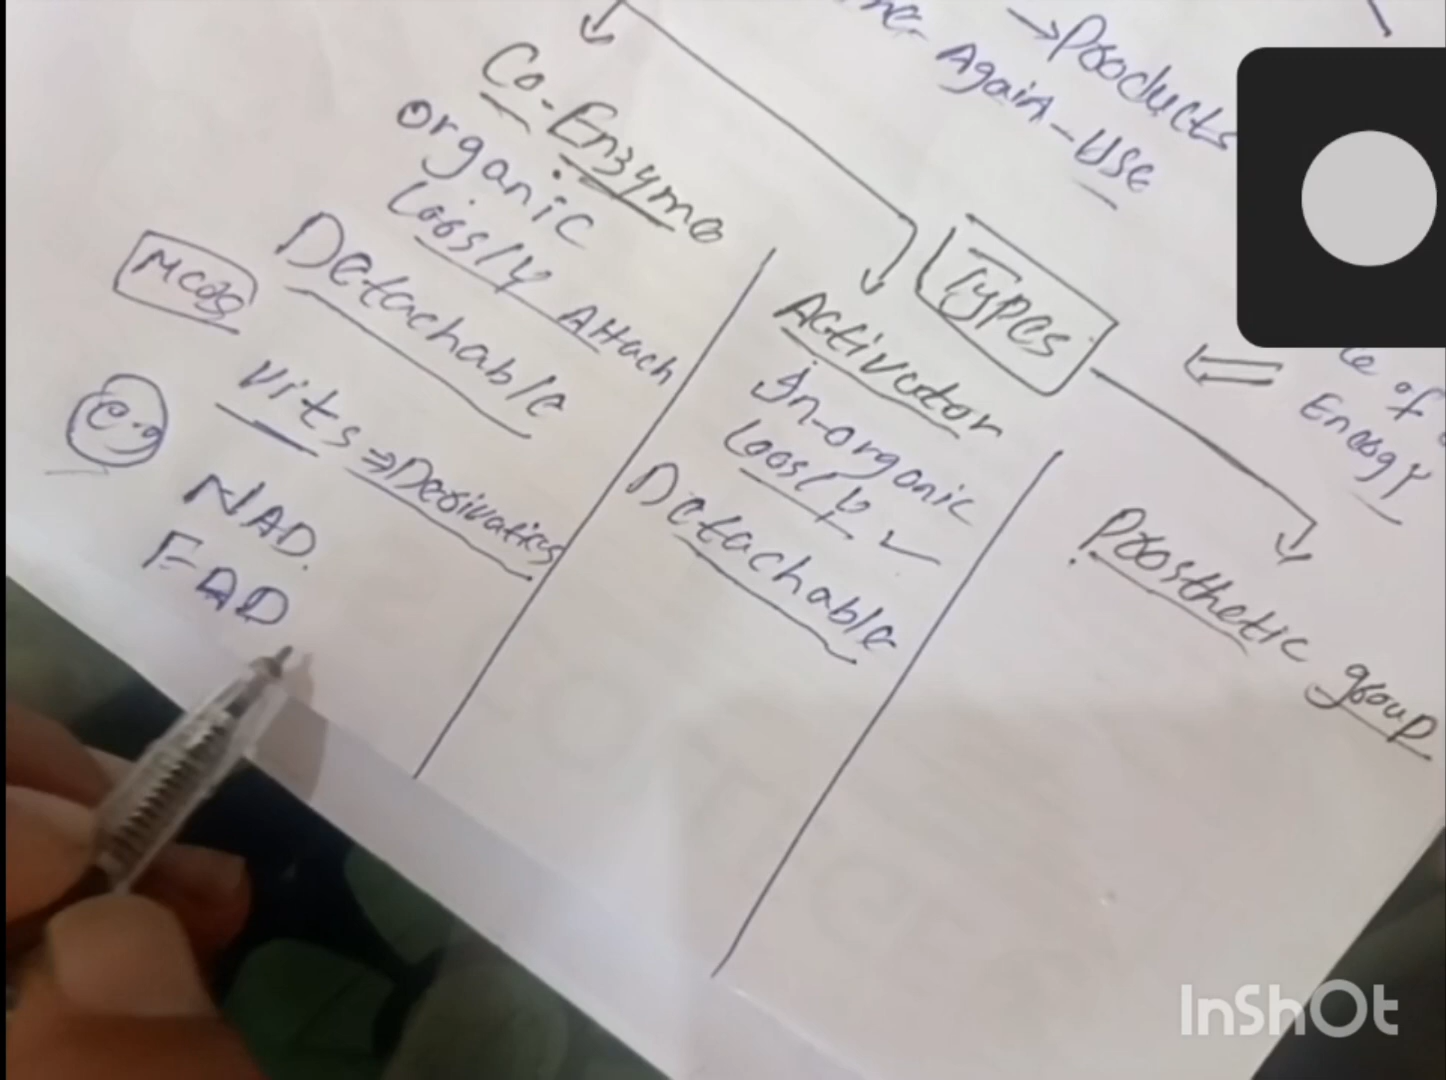 →Products
Again-Use
Types
Energy
Co-Enzyme
organic
Loosly Attach
Detachable
MCQs
vits⇒Derivatives
e.g
NAD.
FAD
Activator
In-organic
Loosly
Detachable
Prosthetic group
InShOt